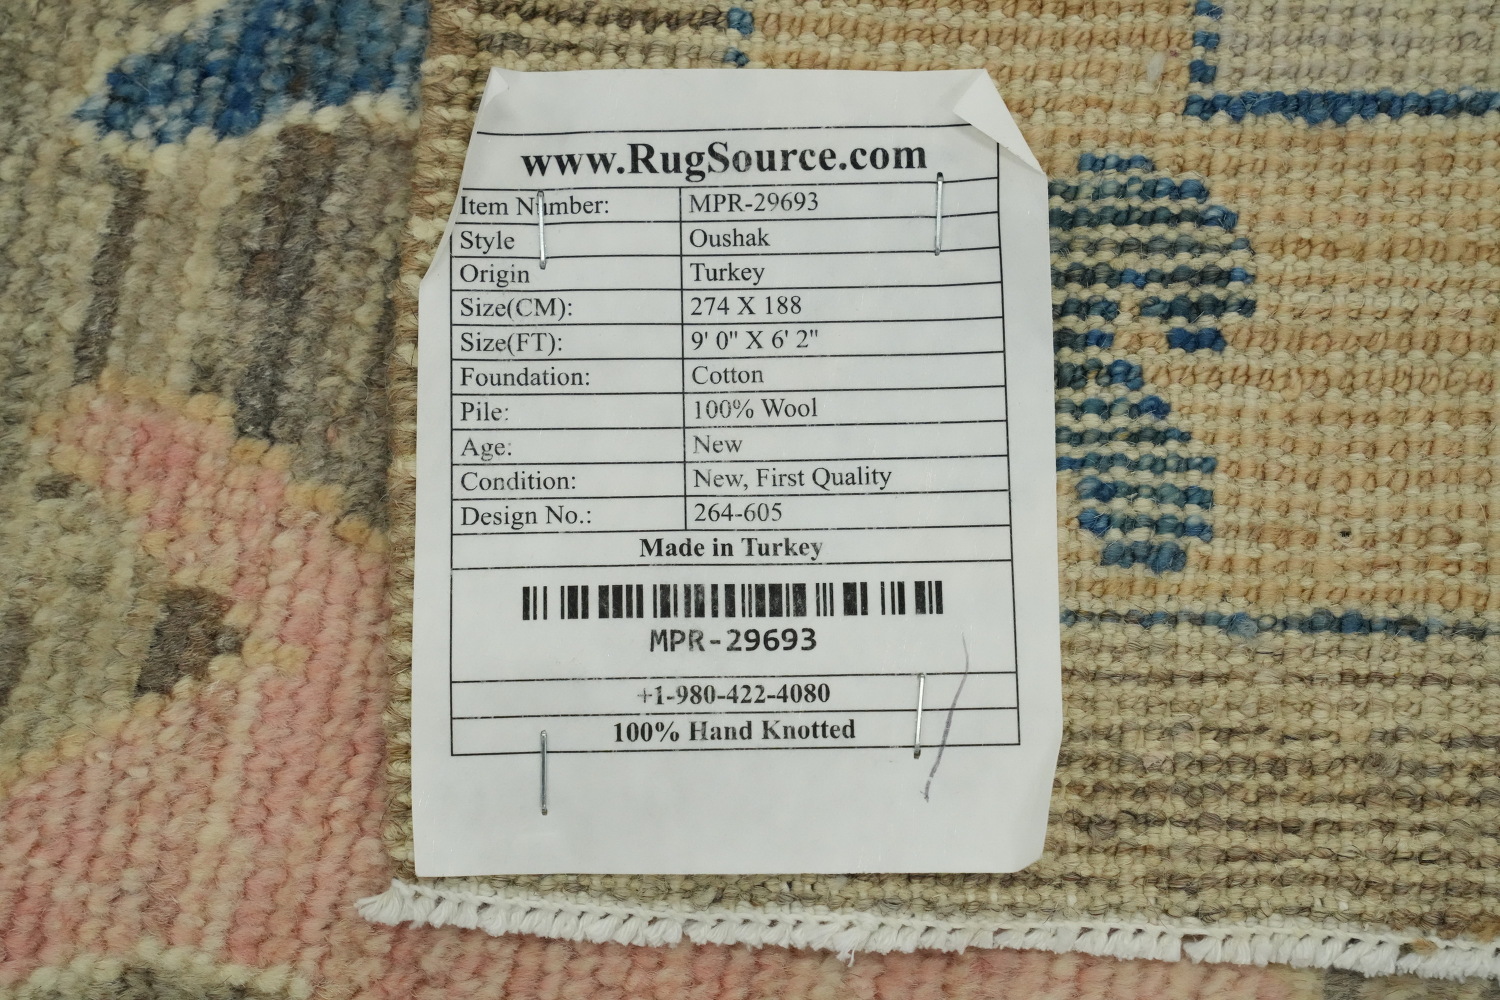 www.RugSource.com
Item Number: MPR-29693
Style Oushak
Origin Turkey
Size(CM): 274 X 188
Size(FT): 9' 0" X 6' 2"
Foundation: Cotton
Pile: 100% Wool
Age: New
Condition: New, First Quality
Design No.: 264-605
Made in Turkey
MPR-29693
+1-980-422-4080
100% Hand Knotted